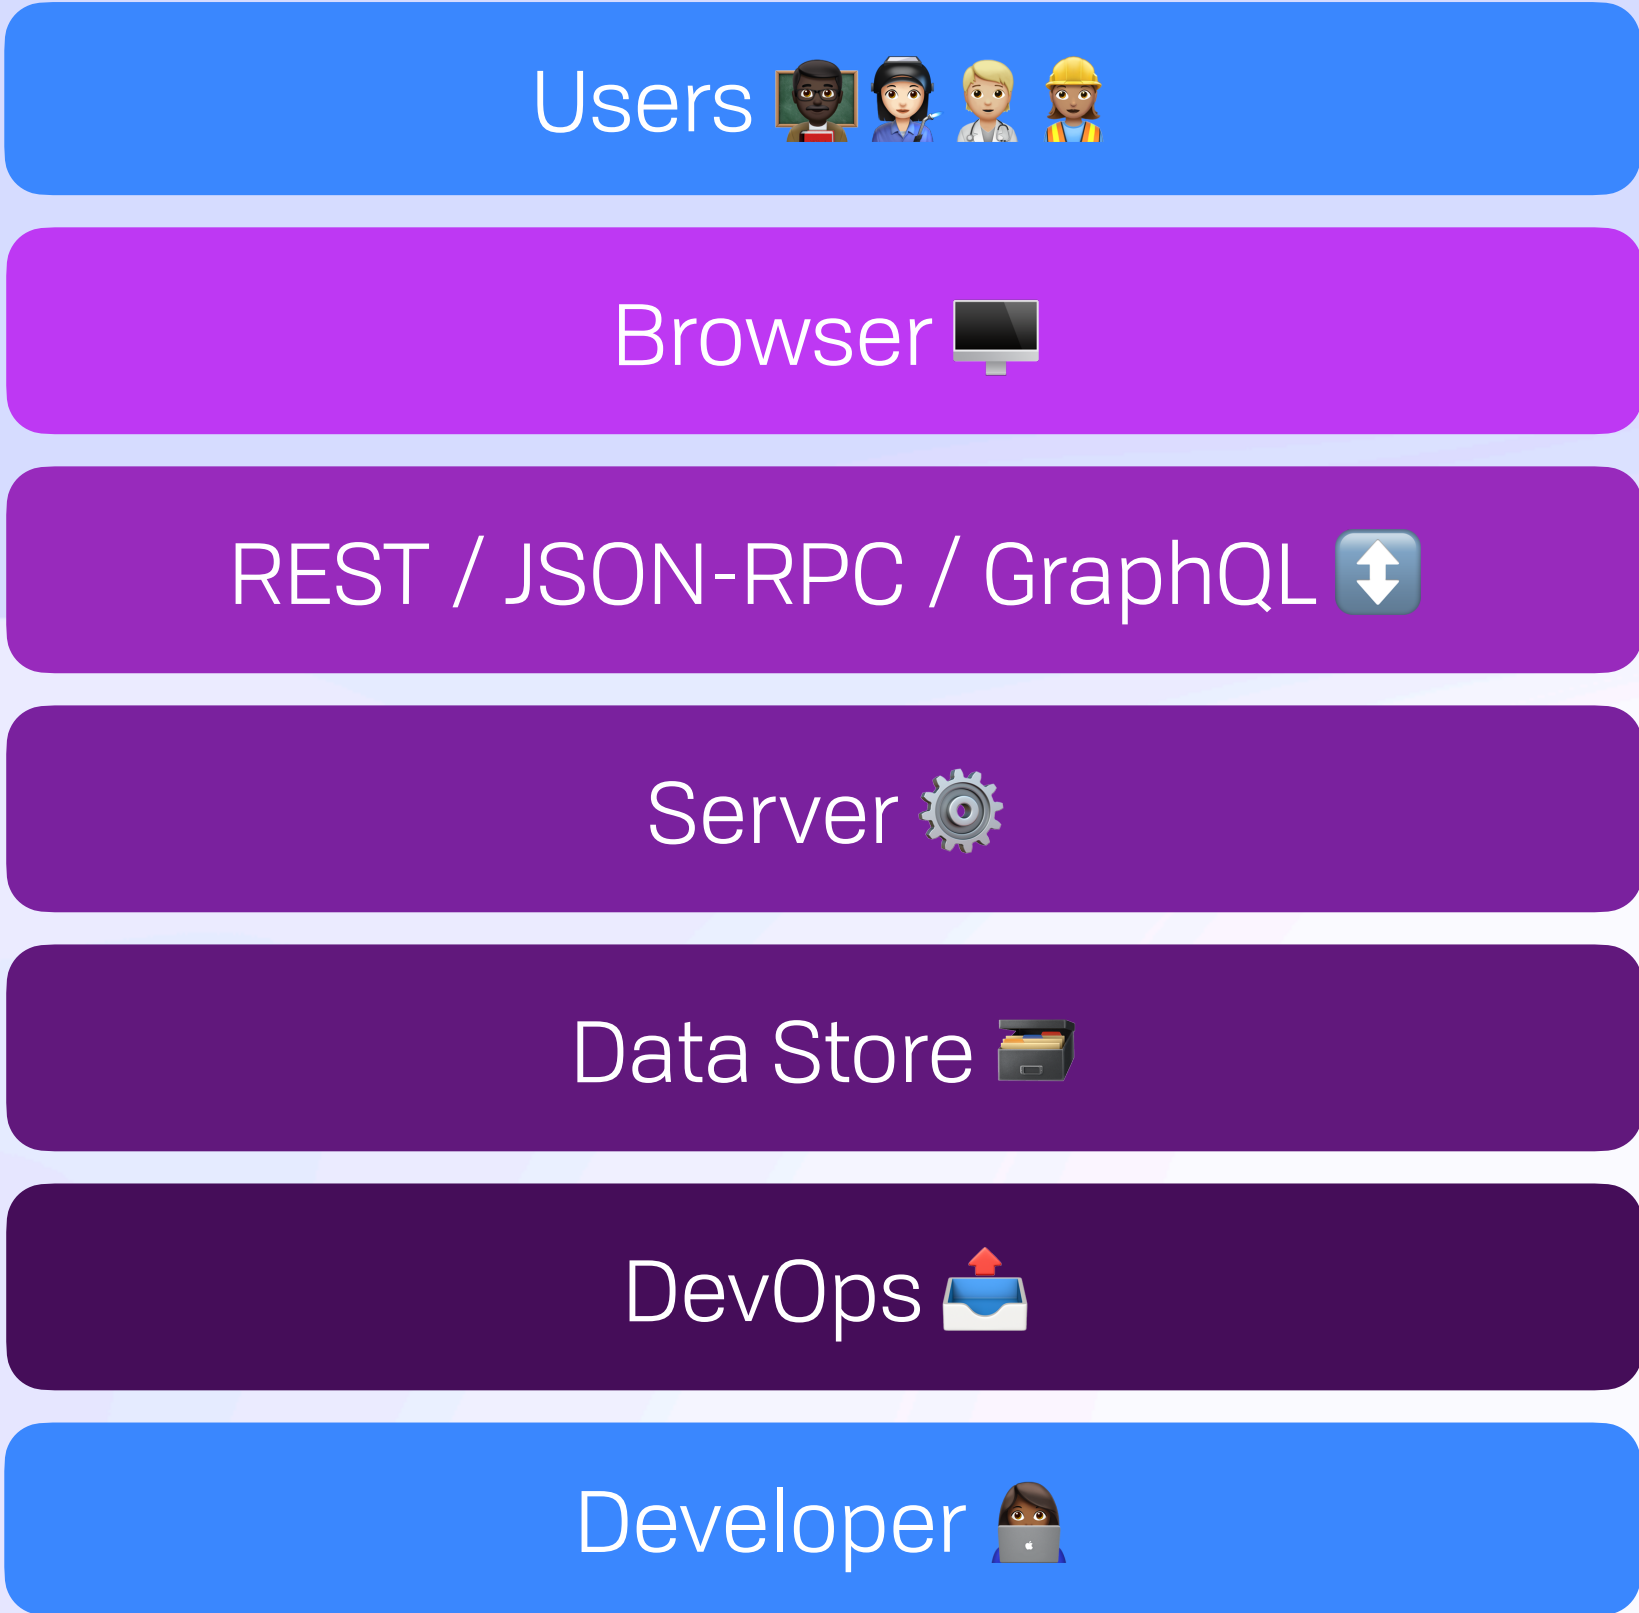 Users 👨🏿‍🏫👩🏻‍🏭🧑🏼‍⚕️👷🏽‍♀️
Browser 🖥️
REST / JSON-RPC / GraphQL ↕️
Server ⚙️
Data Store 🗃️
DevOps 📤
Developer 👩🏾‍💻